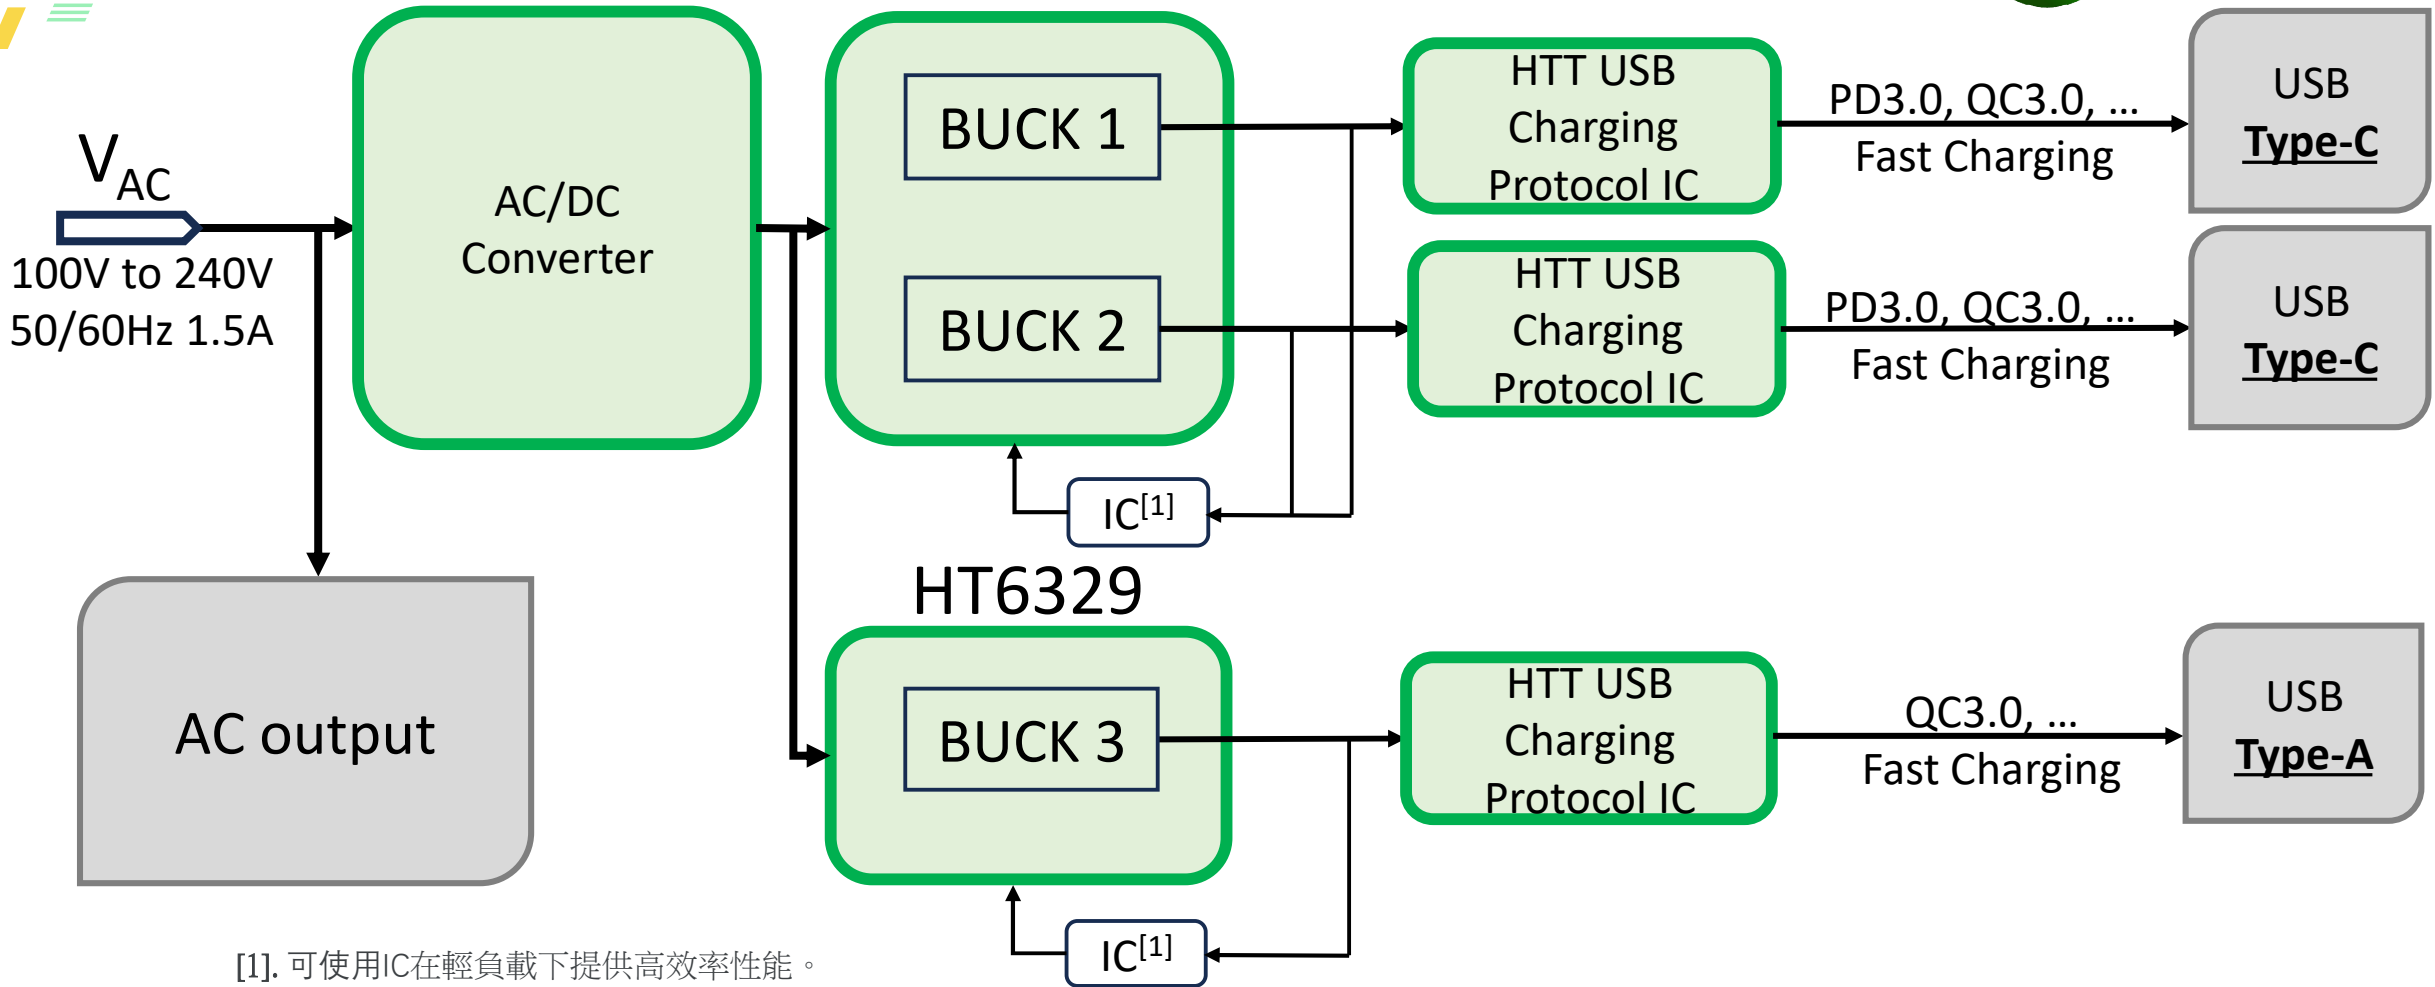 V_AC
100V to 240V
50/60Hz 1.5A
AC/DC
Converter
BUCK 1
BUCK 2
HTT USB
Charging
Protocol IC
PD3.0, QC3.0, ...
Fast Charging
USB
Type-C
HTT USB
Charging
Protocol IC
PD3.0, QC3.0, ...
Fast Charging
USB
Type-C
IC[1]
HT6329
AC output
BUCK 3
HTT USB
Charging
Protocol IC
QC3.0, ...
Fast Charging
USB
Type-A
IC[1]
[1]. 可使用IC在輕負載下提供高效率性能。